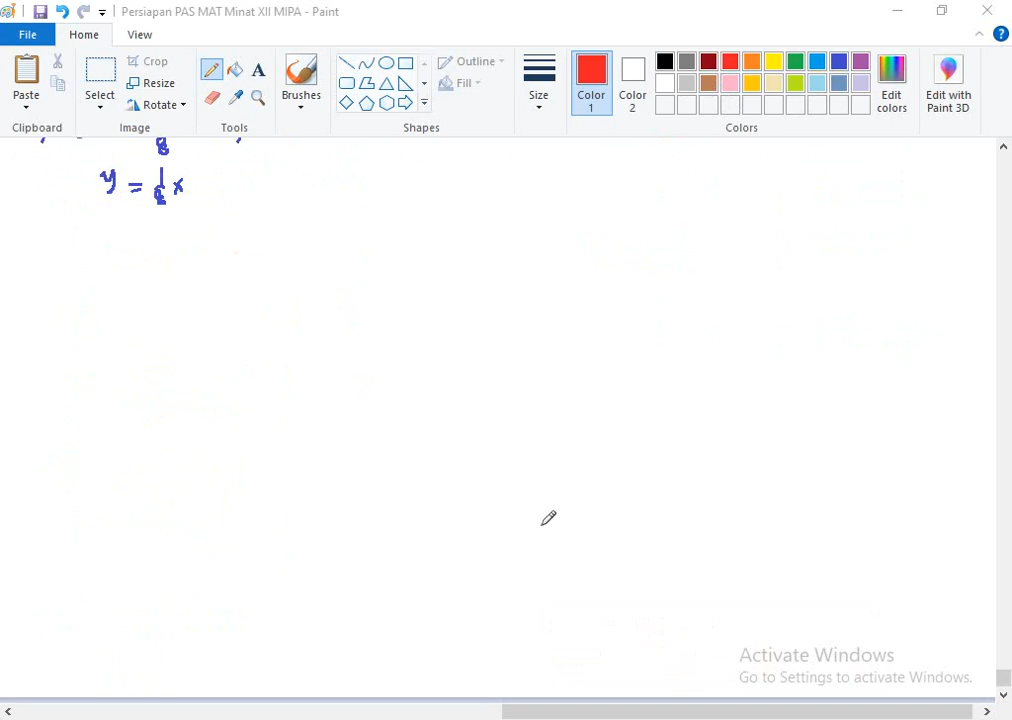 Persiapan PAS MAT Minat XII MIPA - Paint
File Home View
Paste
Clipboard
Select
Crop
Resize
Rotate
Image
Tools
Brushes
Shapes
Outline
Fill
Size
Color 1
Color 2
Edit colors
Edit with Paint 3D
Colors
8
y = 1/8 x
Activate Windows
Go to Settings to activate Windows.